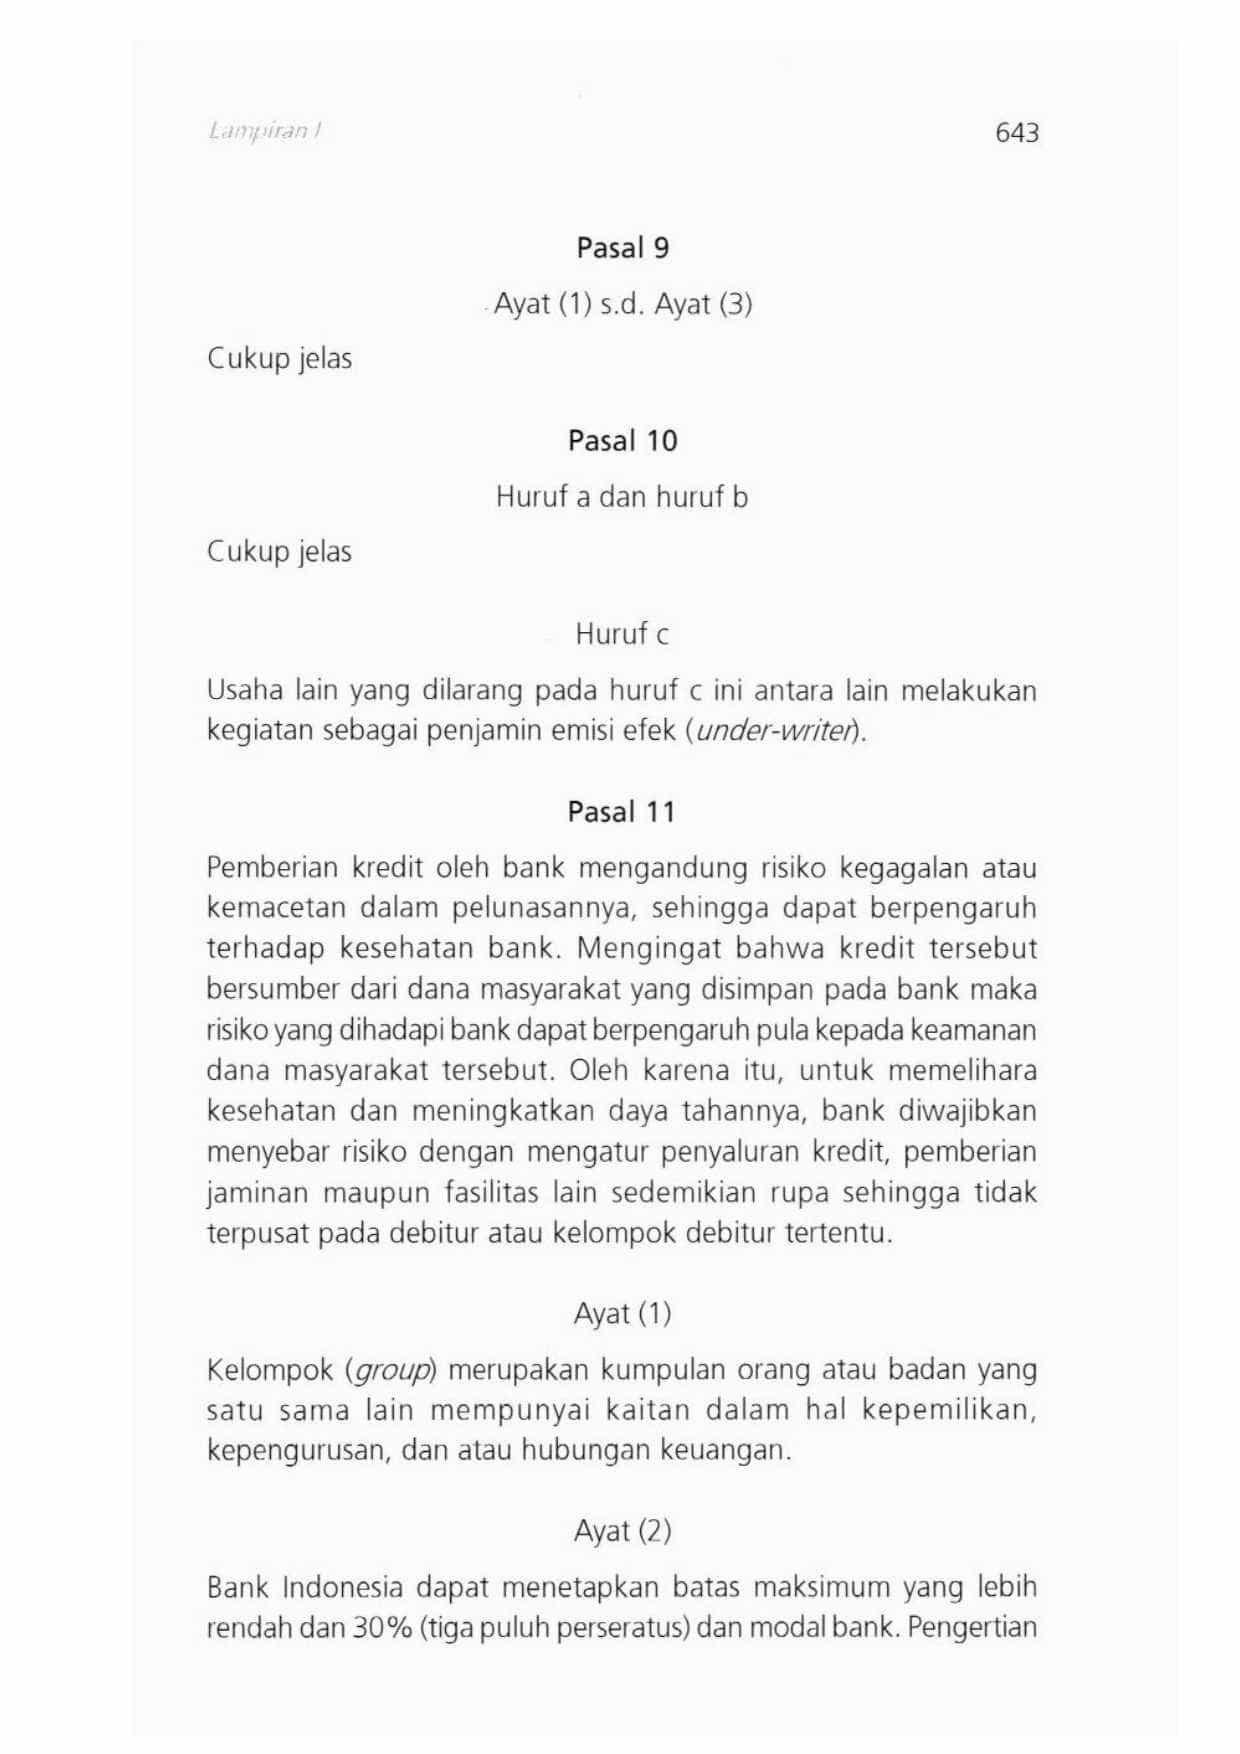 Lampiran I
643
Pasal 9
Ayat (1) s.d. Ayat (3)
Cukup jelas
Pasal 10
Huruf a dan huruf b
Cukup jelas
Huruf c
Usaha lain yang dilarang pada huruf c ini antara lain melakukan
kegiatan sebagai penjamin emisi efek (under-writer).
Pasal 11
Pemberian kredit oleh bank mengandung risiko kegagalan atau
kemacetan dalam pelunasannya, sehingga dapat berpengaruh
terhadap kesehatan bank. Mengingat bahwa kredit tersebut
bersumber dari dana masyarakat yang disimpan pada bank maka
risiko yang dihadapi bank dapat berpengaruh pula kepada keamanan
dana masyarakat tersebut. Oleh karena itu, untuk memelihara
kesehatan dan meningkatkan daya tahannya, bank diwajibkan
menyebar risiko dengan mengatur penyaluran kredit, pemberian
jaminan maupun fasilitas lain sedemikian rupa sehingga tidak
terpusat pada debitur atau kelompok debitur tertentu.
Ayat (1)
Kelompok (group) merupakan kumpulan orang atau badan yang
satu sama lain mempunyai kaitan dalam hal kepemilikan,
kepengurusan, dan atau hubungan keuangan.
Ayat (2)
Bank Indonesia dapat menetapkan batas maksimum yang lebih
rendah dan 30% (tiga puluh perseratus) dan modal bank. Pengertian